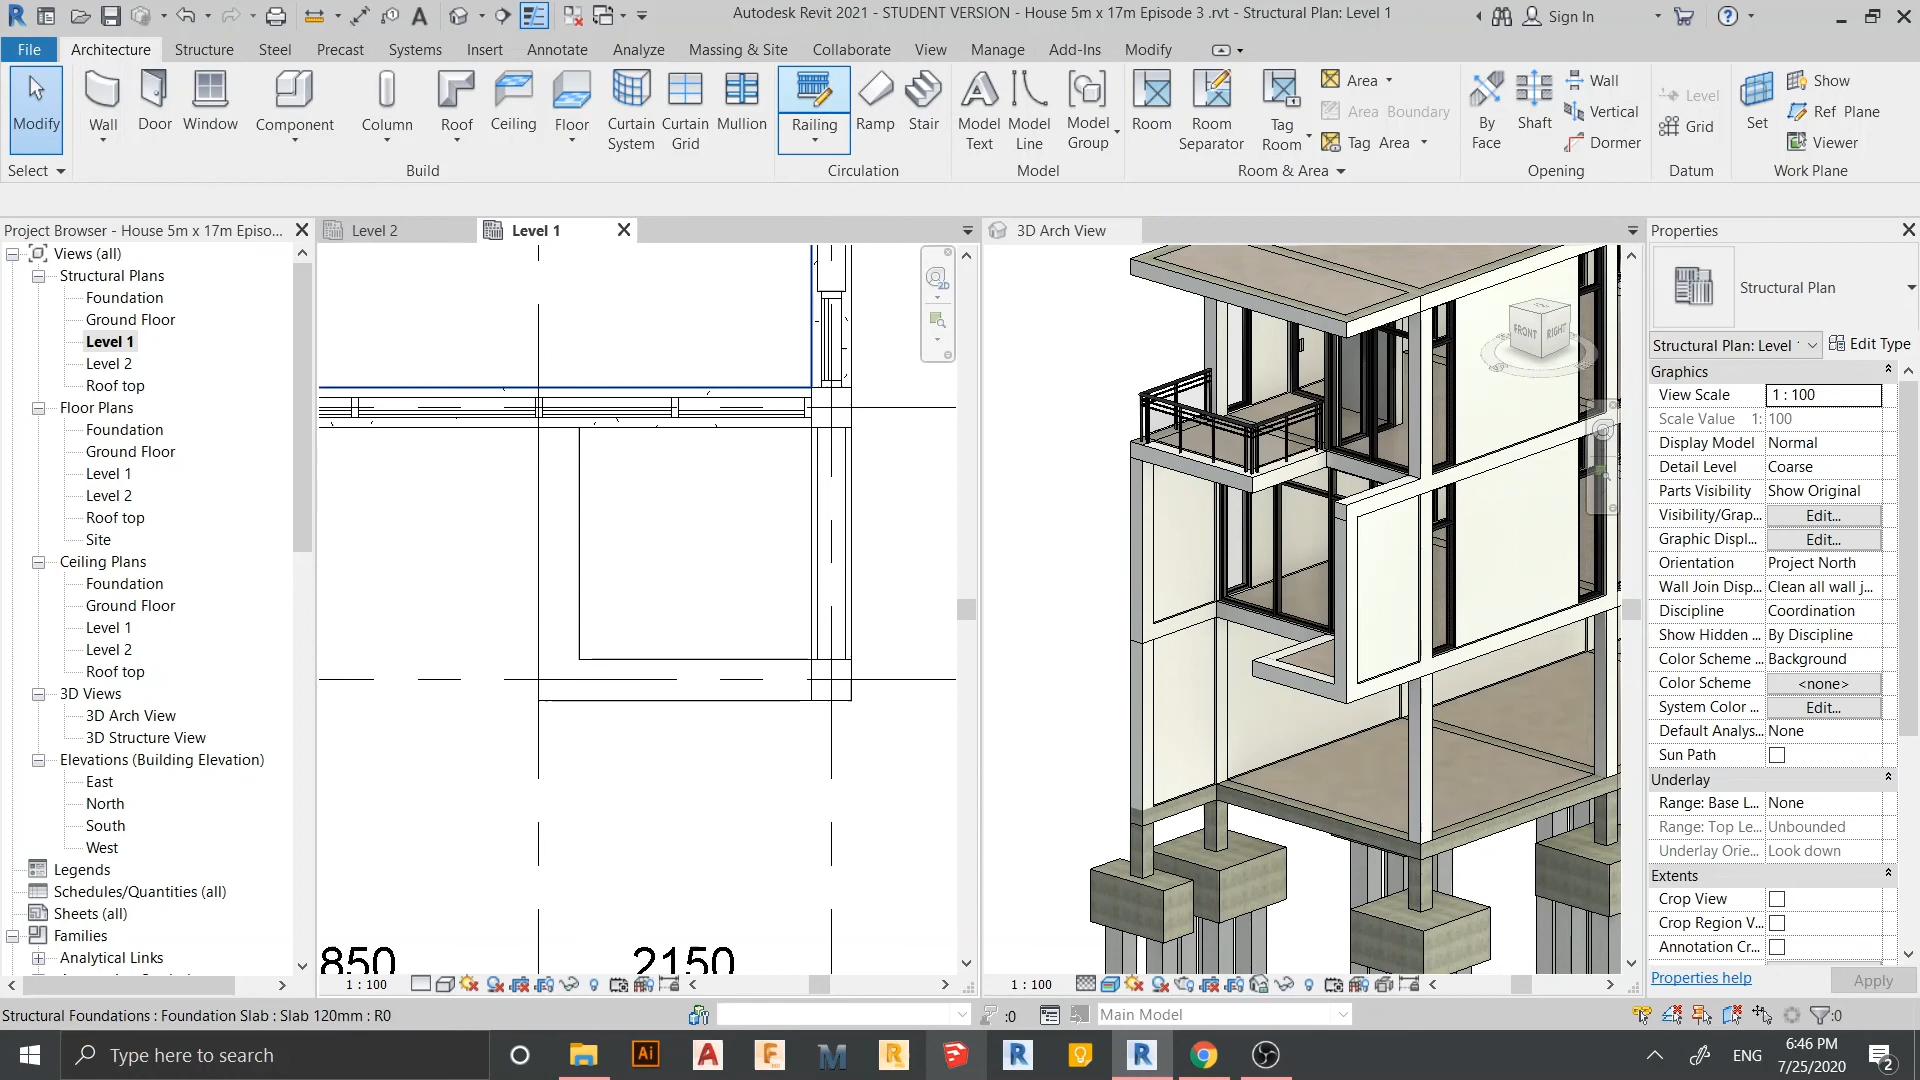 Autodesk Revit 2021 - STUDENT VERSION - House 5m x 17m Episode 3 .rvt - Structural Plan: Level 1
Sign In
File Architecture Structure Steel Precast Systems Insert Annotate Analyze Massing & Site Collaborate View Manage Add-Ins Modify
Modify Wall Door Window Component Column Roof Ceiling Floor Curtain System Curtain Grid Mullion Railing Ramp Stair Model Text Model Line Model Group Room Room Separator Tag Room
Area
Area Boundary
Tag Area
By Face Shaft Wall
Vertical
Dormer
Level
Grid
Set Show
Ref Plane
Viewer
Select Build Circulation Model Room & Area Opening Datum Work Plane
Project Browser - House 5m x 17m Episo...
Views (all)
Structural Plans
Foundation
Ground Floor
Level 1
Level 2
Roof top
Floor Plans
Foundation
Ground Floor
Level 1
Level 2
Roof top
Site
Ceiling Plans
Foundation
Ground Floor
Level 1
Level 2
Roof top
3D Views
3D Arch View
3D Structure View
Elevations (Building Elevation)
East
North
South
West
Legends
Schedules/Quantities (all)
Sheets (all)
Families
Analytical Links
Level 2 Level 1
2D
850 2150
1 : 100
3D Arch View
TOP
FRONT RIGHT
1 : 100
Properties
Structural Plan
Structural Plan: Level Edit Type
Graphics
View Scale 1 : 100
Scale Value 1: 100
Display Model Normal
Detail Level Coarse
Parts Visibility Show Original
Visibility/Grap... Edit...
Graphic Displ... Edit...
Orientation Project North
Wall Join Disp... Clean all wall j...
Discipline Coordination
Show Hidden ... By Discipline
Color Scheme ... Background
Color Scheme <none>
System Color ... Edit...
Default Analys... None
Sun Path
Underlay
Range: Base L... None
Range: Top Le... Unbounded
Underlay Orie... Look down
Extents
Crop View
Crop Region V...
Annotation Cr...
Properties help Apply
Structural Foundations : Foundation Slab : Slab 120mm : R0
:0 Main Model :0
Type here to search
ENG
6:46 PM
7/25/2020
2